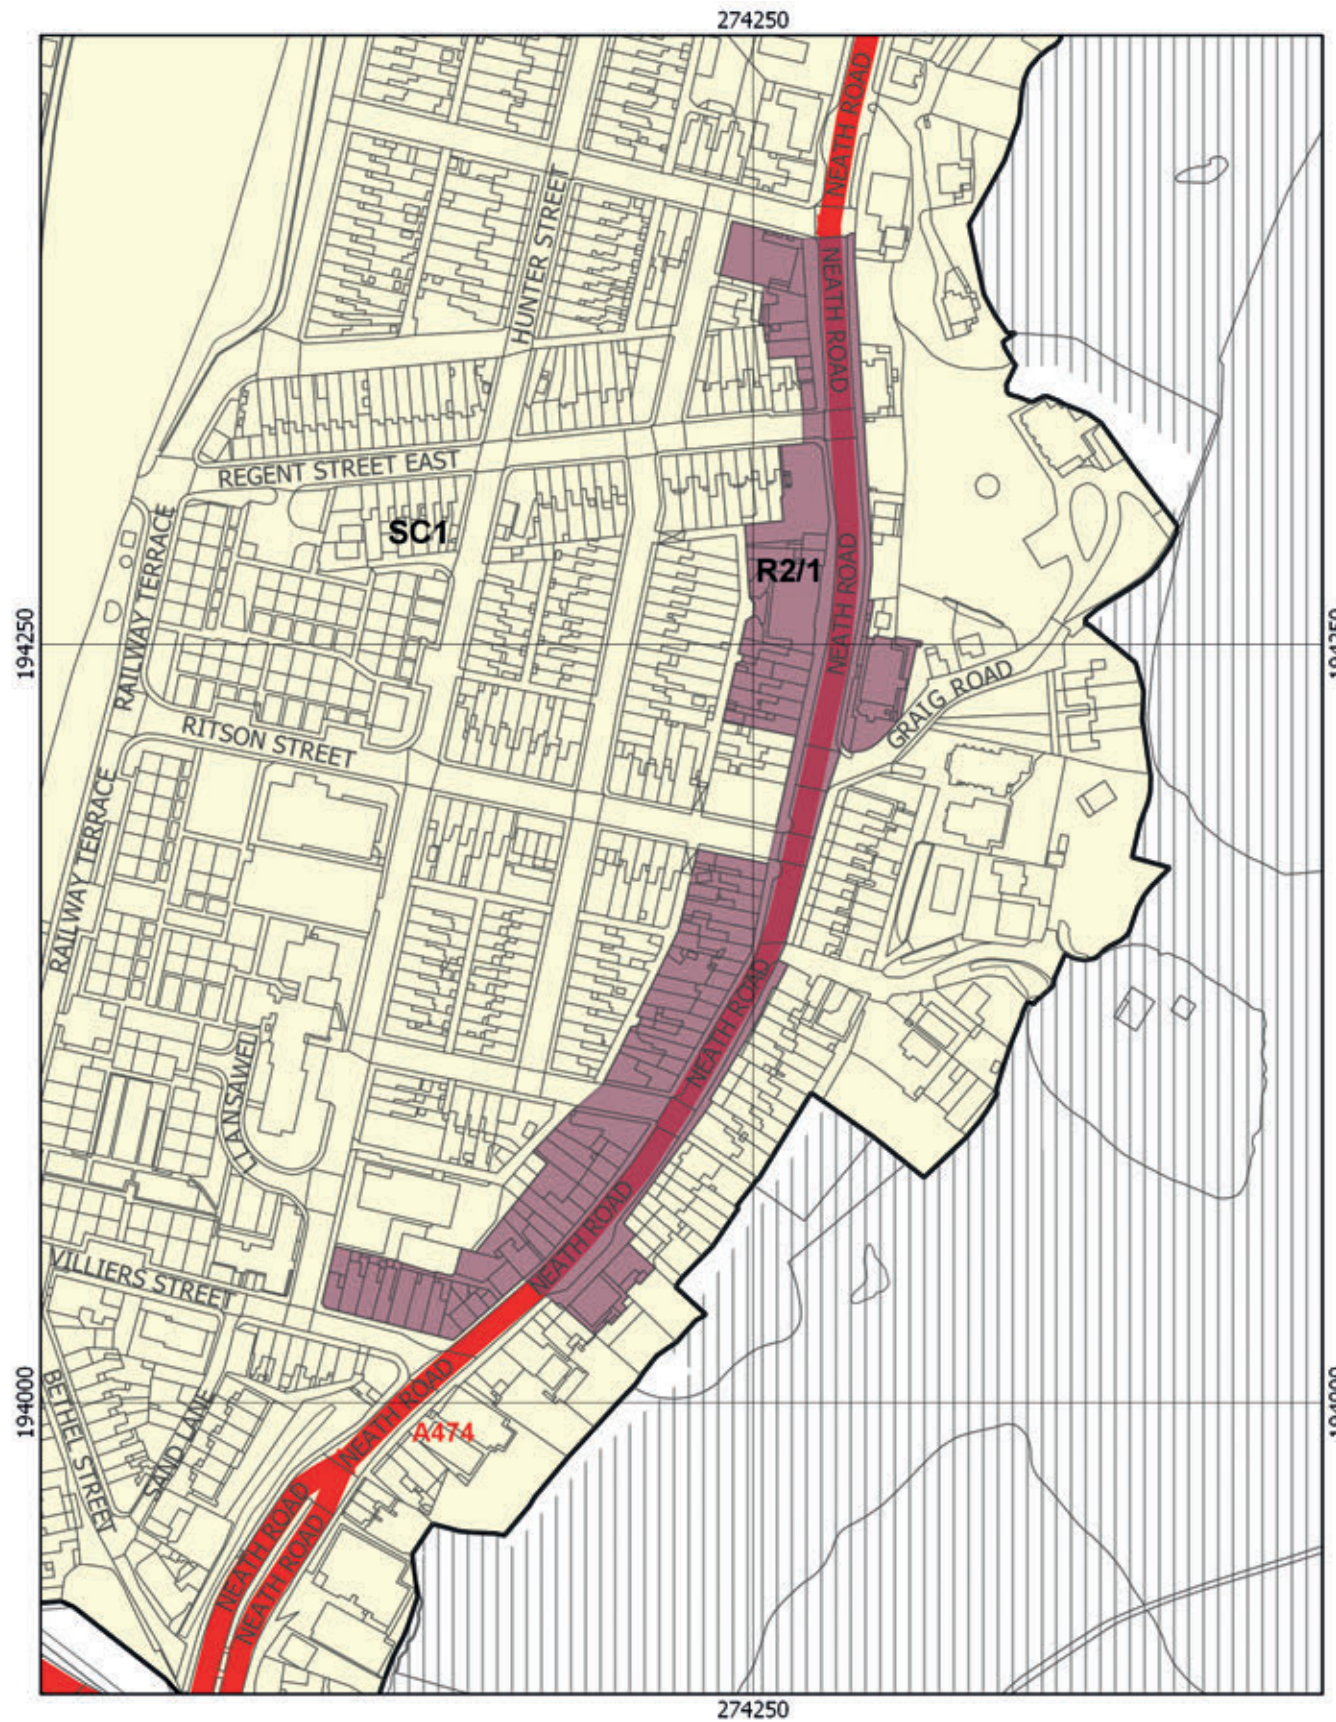 274250
NEATH ROAD
HUNTER STREET
NEATH ROAD
REGENT STREET EAST
SC1
RAILWAY TERRACE
R2/1
NEATH ROAD
194250
194250
GRAIG ROAD
RITSON STREET
RAILWAY TERRACE
NEATH ROAD
LLANSAWEL
NEATH ROAD
VILLIERS STREET
194000
194000
BETHEL STREET
SAND LANE
NEATH ROAD
A474
NEATH ROAD
NEATH ROAD
274250